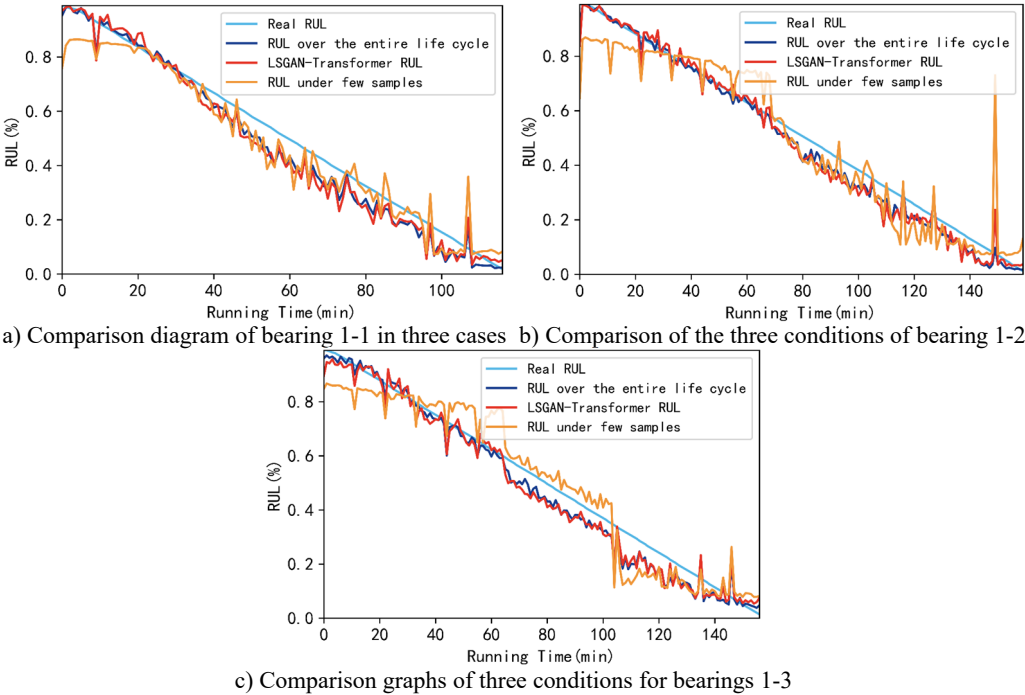 Real RUL
RUL over the entire life cycle
LSGAN-Transformer RUL
RUL under few samples
RUL(%)
0.8
0.6
0.4
0.2
0.0
0 20 40 60 80 100
Running Time(min)
a) Comparison diagram of bearing 1-1 in three cases
Real RUL
RUL over the entire life cycle
LSGAN-Transformer RUL
RUL under few samples
RUL(%)
0.8
0.6
0.4
0.2
0.0
0 20 40 60 80 100 120 140
Running Time(min)
b) Comparison of the three conditions of bearing 1-2
Real RUL
RUL over the entire life cycle
LSGAN-Transformer RUL
RUL under few samples
RUL(%)
0.8
0.6
0.4
0.2
0.0
0 20 40 60 80 100 120 140
Running Time(min)
c) Comparison graphs of three conditions for bearings 1-3